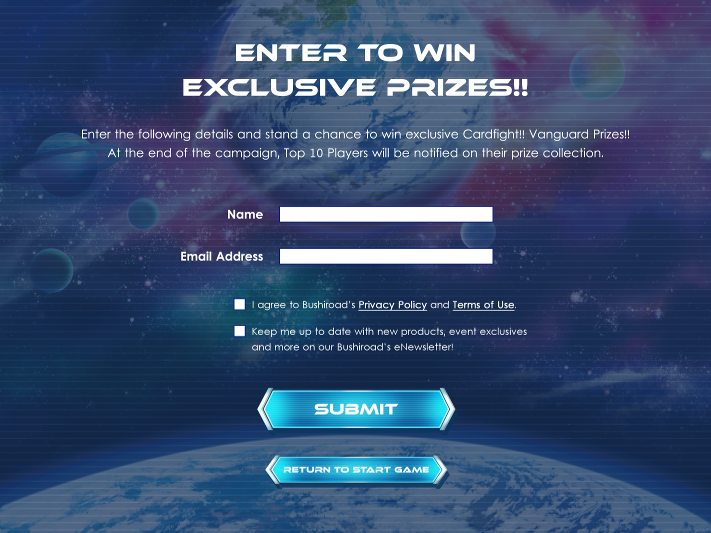 ENTER TO WIN
EXCLUSIVE PRIZES!!
Enter the following details and stand a chance to win exclusive Cardfight!! Vanguard Prizes!!
At the end of the campaign, Top 10 Players will be notified on their prize collection.
Name
Email Address
I agree to Bushiroad's Privacy Policy and Terms of Use.
Keep me up to date with new products, event exclusives
and more on our Bushiroad's eNewsletter!
SUBMIT
RETURN TO START GAME